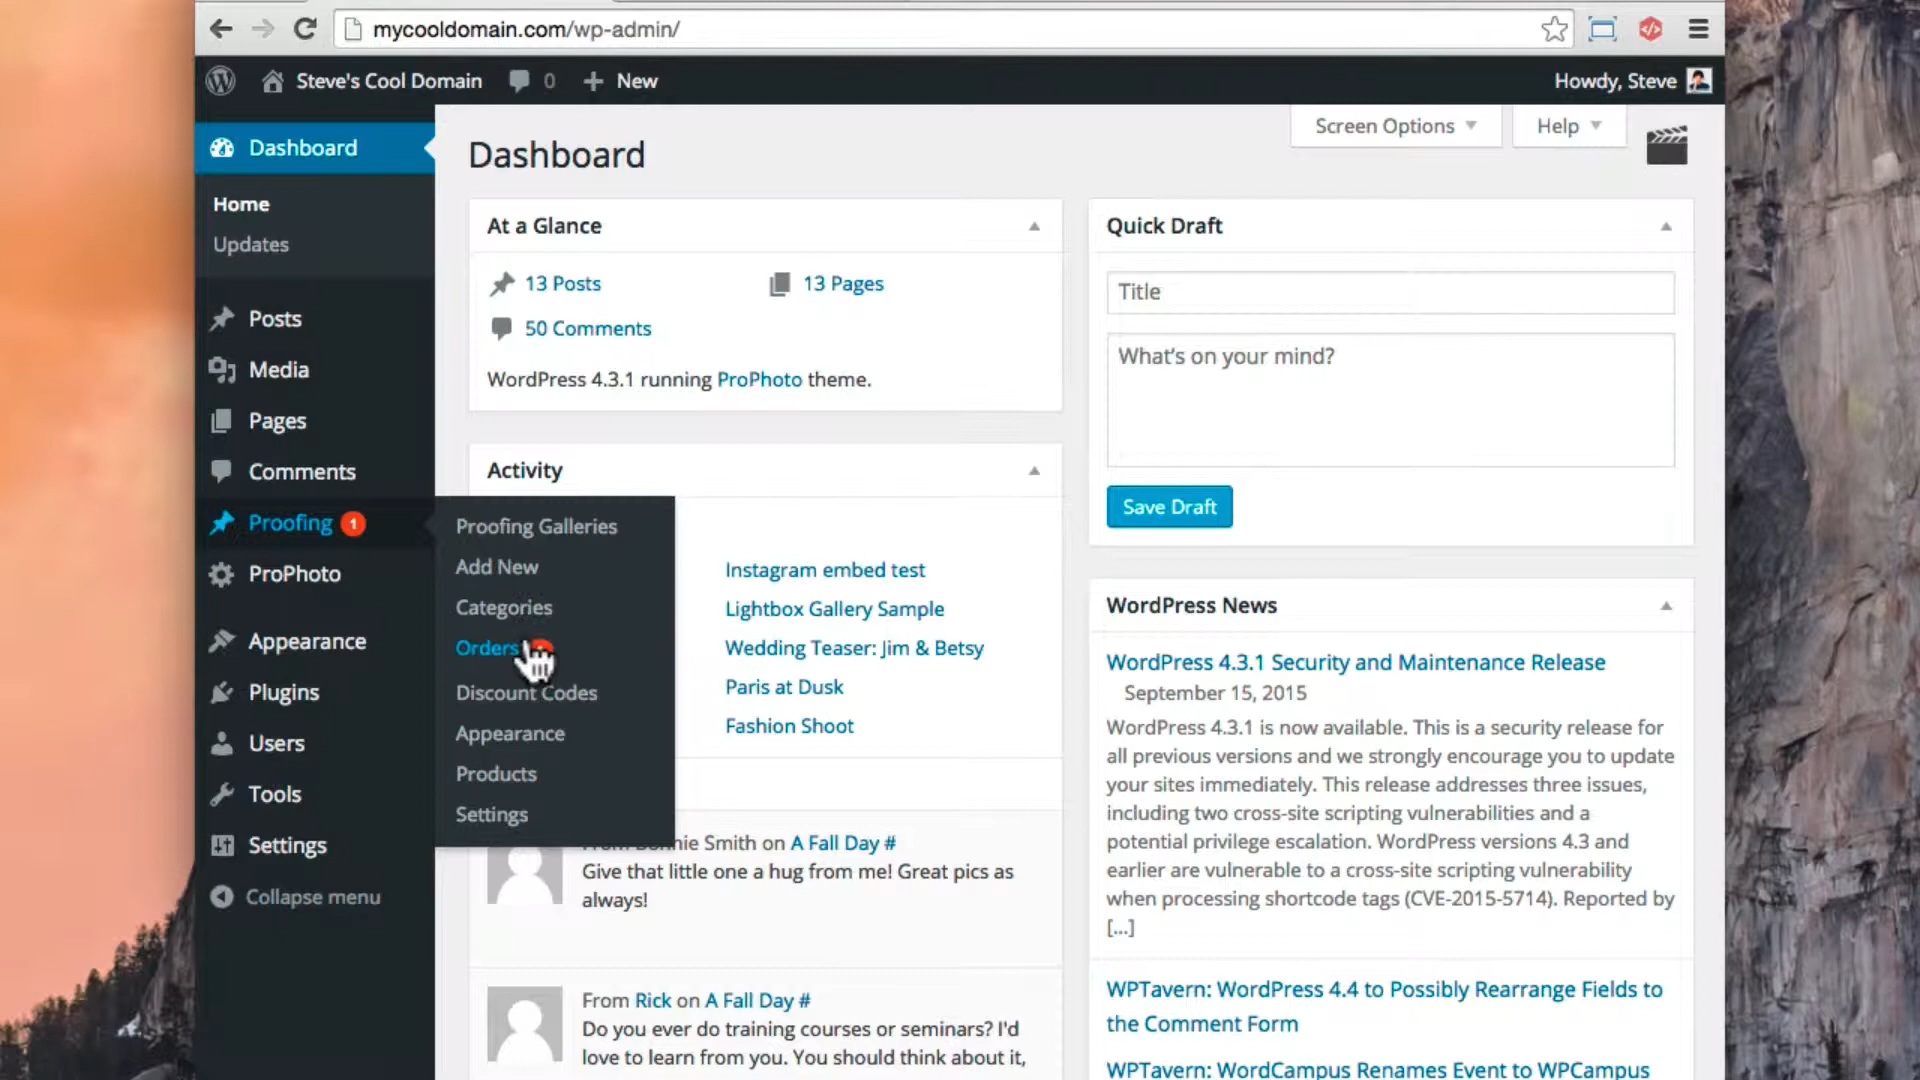 mycooldomain.com/wp-admin/
Steve's Cool Domain 0 New
Howdy, Steve
Dashboard
Home
Updates
Posts
Media
Pages
Comments
Proofing 1
ProPhoto
Appearance
Plugins
Users
Tools
Settings
Collapse menu
Proofing Galleries
Add New
Categories
Orders
Discount Codes
Appearance
Products
Settings
Dashboard
Screen Options
Help
At a Glance
13 Posts
13 Pages
50 Comments
WordPress 4.3.1 running ProPhoto theme.
Activity
Instagram embed test
Lightbox Gallery Sample
Wedding Teaser: Jim & Betsy
Paris at Dusk
Fashion Shoot
Smith on A Fall Day #
Give that little one a hug from me! Great pics as
always!
From Rick on A Fall Day #
Do you ever do training courses or seminars? I'd
love to learn from you. You should think about it,
Quick Draft
Title
What's on your mind?
Save Draft
WordPress News
WordPress 4.3.1 Security and Maintenance Release
September 15, 2015
WordPress 4.3.1 is now available. This is a security release for
all previous versions and we strongly encourage you to update
your sites immediately. This release addresses three issues,
including two cross-site scripting vulnerabilities and a
potential privilege escalation. WordPress versions 4.3 and
earlier are vulnerable to a cross-site scripting vulnerability
when processing shortcode tags (CVE-2015-5714). Reported by
[...]
WPTavern: WordPress 4.4 to Possibly Rearrange Fields to
the Comment Form
WPTavern: WordCampus Renames Event to WPCampus